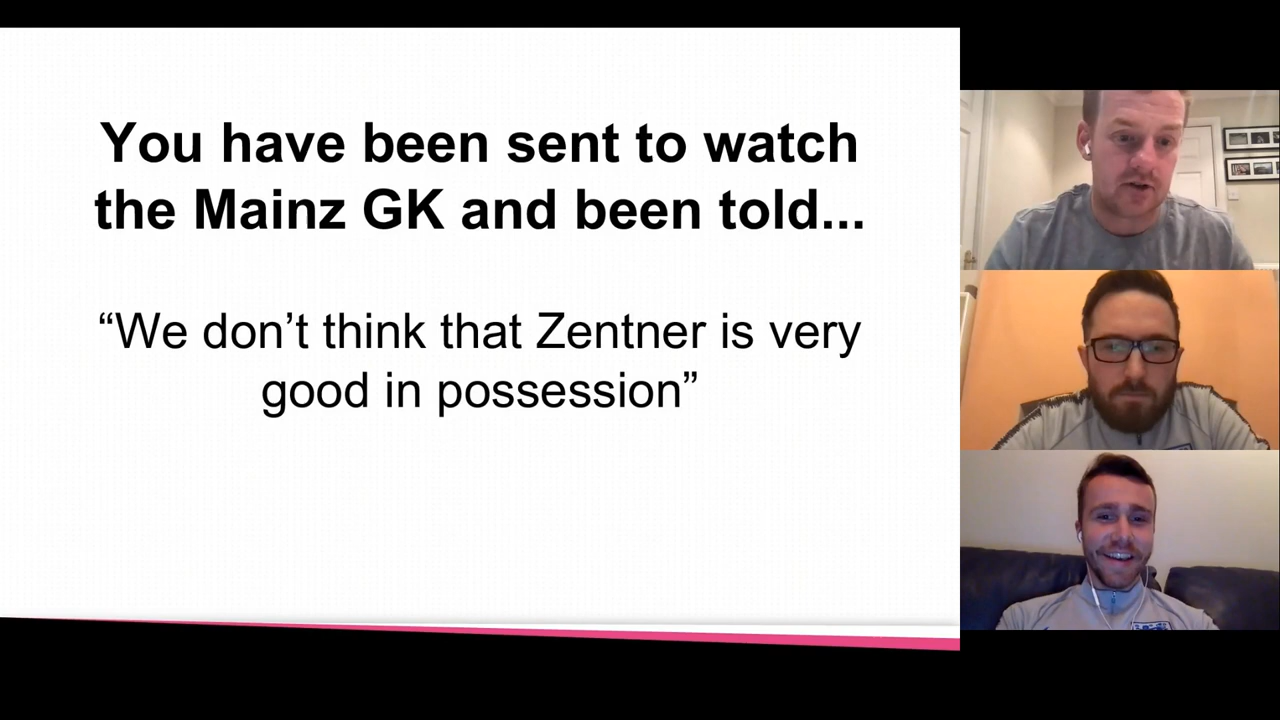 You have been sent to watch
the Mainz GK and been told...
“We don’t think that Zentner is very
good in possession”